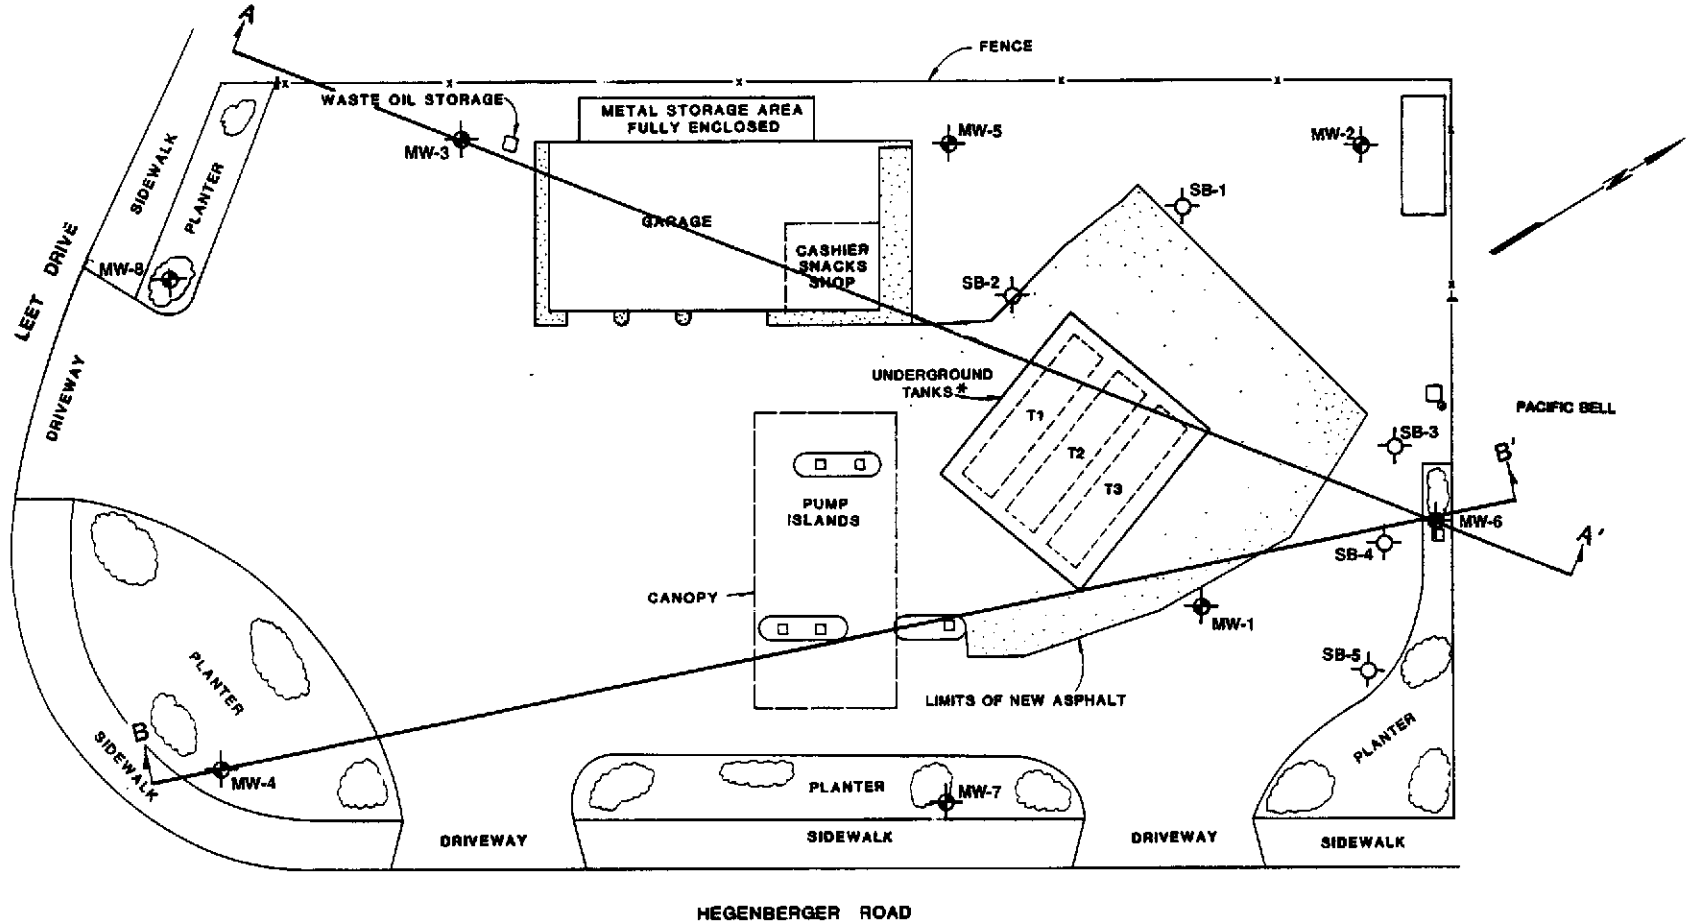 A
FENCE
WASTE OIL STORAGE
METAL STORAGE AREA
FULLY ENCLOSED
MW-3
MW-5
MW-2
SIDEWALK
PLANTER
SB-1
N
GARAGE
CASHIER
SNACKS
SHOP
MW-8
SB-2
LEET DRIVE
DRIVEWAY
UNDERGROUND
TANKS*
T1
T2
T3
PACIFIC BELL
SB-3
B'
PUMP
ISLANDS
MW-6
SB-4
A'
CANOPY
MW-1
SB-5
PLANTER
LIMITS OF NEW ASPHALT
B
SIDEWALK
MW-4
PLANTER
MW-7
PLANTER
DRIVEWAY
SIDEWALK
DRIVEWAY
SIDEWALK
HEGENBERGER ROAD